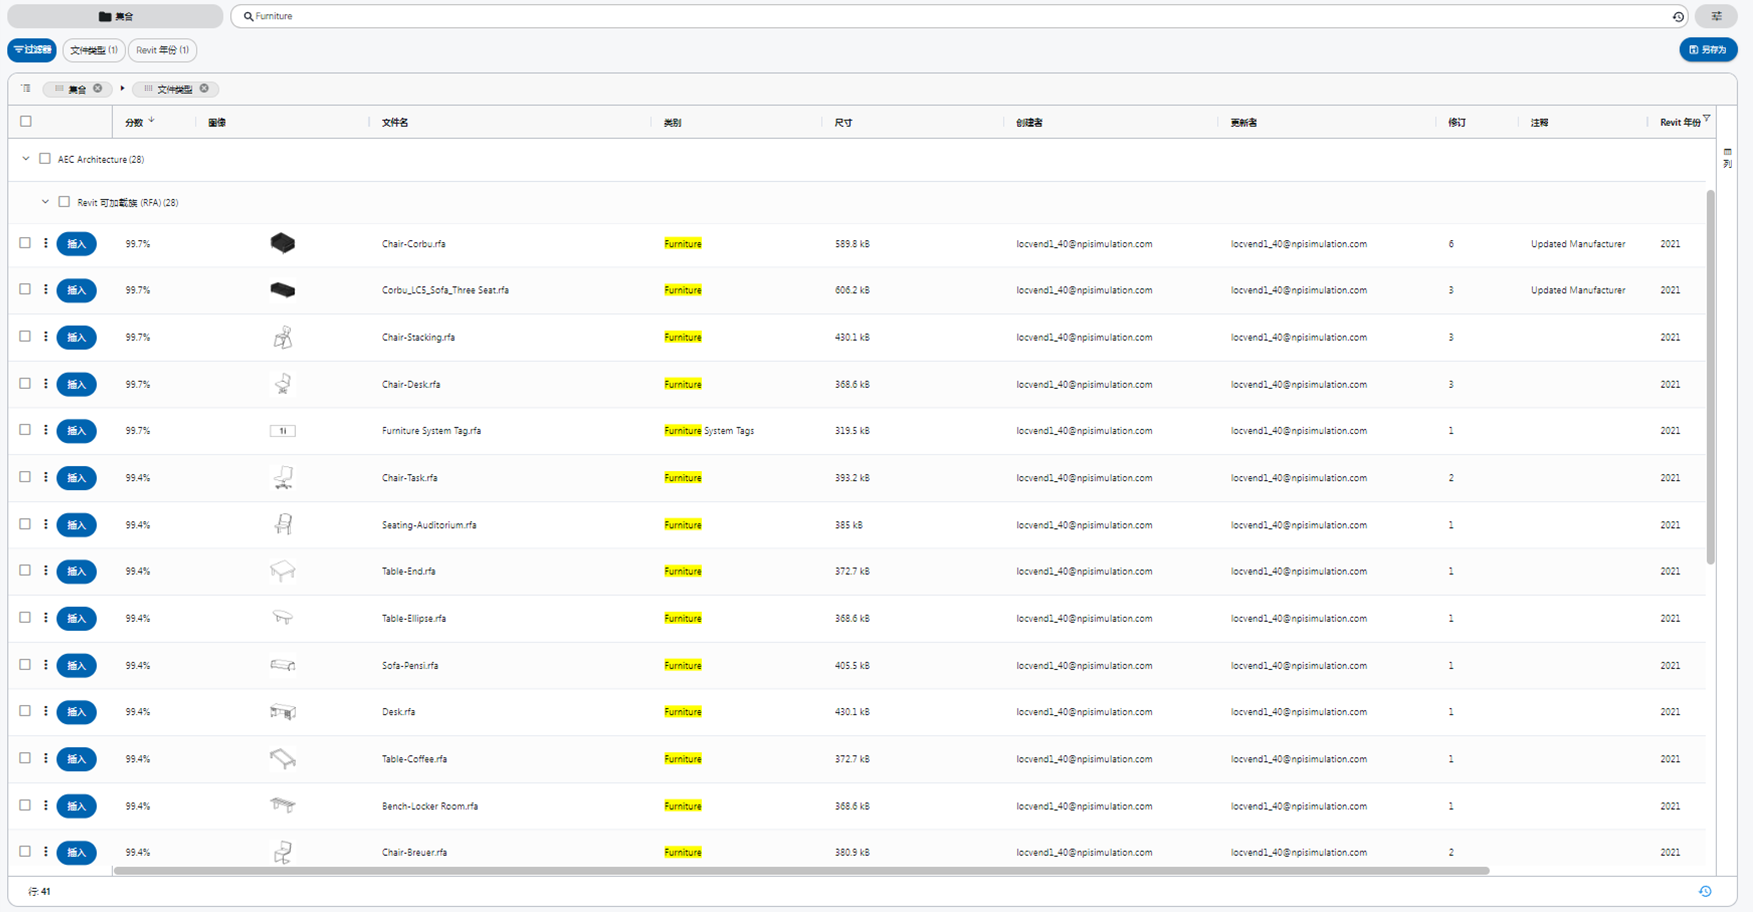 集合 Furniture
过滤器 文件类型 (1) Revit 年份 (1) 另存为
集合 文件类型
分数 图像 文件名 类别 尺寸 创建者 更新者 修订 注释 Revit 年份
列
AEC Architecture (28)
Revit 可加载族 (RFA) (28)
插入 99.7% Chair-Corbu.rfa Furniture 589.8 kB locvend1_40@npisimulation.com locvend1_40@npisimulation.com 6 Updated Manufacturer 2021
插入 99.7% Corbu_LC5_Sofa_Three Seat.rfa Furniture 606.2 kB locvend1_40@npisimulation.com locvend1_40@npisimulation.com 3 Updated Manufacturer 2021
插入 99.7% Chair-Stacking.rfa Furniture 430.1 kB locvend1_40@npisimulation.com locvend1_40@npisimulation.com 3 2021
插入 99.7% Chair-Desk.rfa Furniture 368.6 kB locvend1_40@npisimulation.com locvend1_40@npisimulation.com 3 2021
插入 99.7% 1i Furniture System Tag.rfa Furniture System Tags 319.5 kB locvend1_40@npisimulation.com locvend1_40@npisimulation.com 1 2021
插入 99.4% Chair-Task.rfa Furniture 393.2 kB locvend1_40@npisimulation.com locvend1_40@npisimulation.com 2 2021
插入 99.4% Seating-Auditorium.rfa Furniture 385 kB locvend1_40@npisimulation.com locvend1_40@npisimulation.com 1 2021
插入 99.4% Table-End.rfa Furniture 372.7 kB locvend1_40@npisimulation.com locvend1_40@npisimulation.com 1 2021
插入 99.4% Table-Ellipse.rfa Furniture 368.6 kB locvend1_40@npisimulation.com locvend1_40@npisimulation.com 1 2021
插入 99.4% Sofa-Pensi.rfa Furniture 405.5 kB locvend1_40@npisimulation.com locvend1_40@npisimulation.com 1 2021
插入 99.4% Desk.rfa Furniture 430.1 kB locvend1_40@npisimulation.com locvend1_40@npisimulation.com 1 2021
插入 99.4% Table-Coffee.rfa Furniture 372.7 kB locvend1_40@npisimulation.com locvend1_40@npisimulation.com 1 2021
插入 99.4% Bench-Locker Room.rfa Furniture 368.6 kB locvend1_40@npisimulation.com locvend1_40@npisimulation.com 1 2021
插入 99.4% Chair-Breuer.rfa Furniture 380.9 kB locvend1_40@npisimulation.com locvend1_40@npisimulation.com 2 2021
行: 41